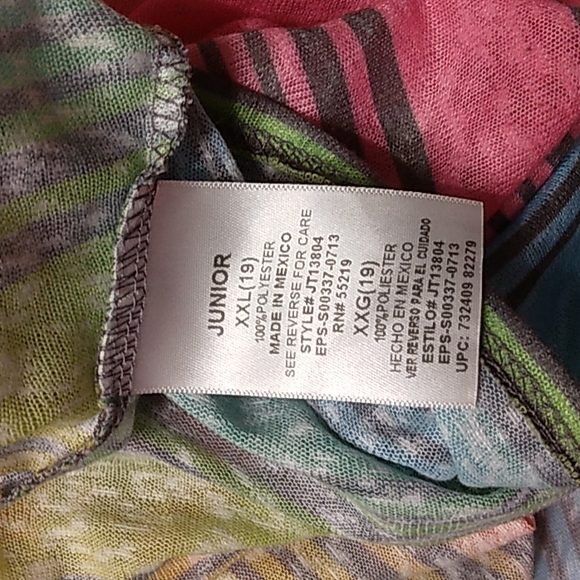 JUNIOR
XXL(19)
100%POLYESTER
MADE IN MEXICO
SEE REVERSE FOR CARE
STYLE# JT13804
EPS-S00337-0713
RN# 55219
XXG(19)
100%POLIESTER
HECHO EN MEXICO
VER REVERSO PARA EL CUIDADO
ESTILO# JT13804
EPS-S00337-0713
UPC: 732409 82279